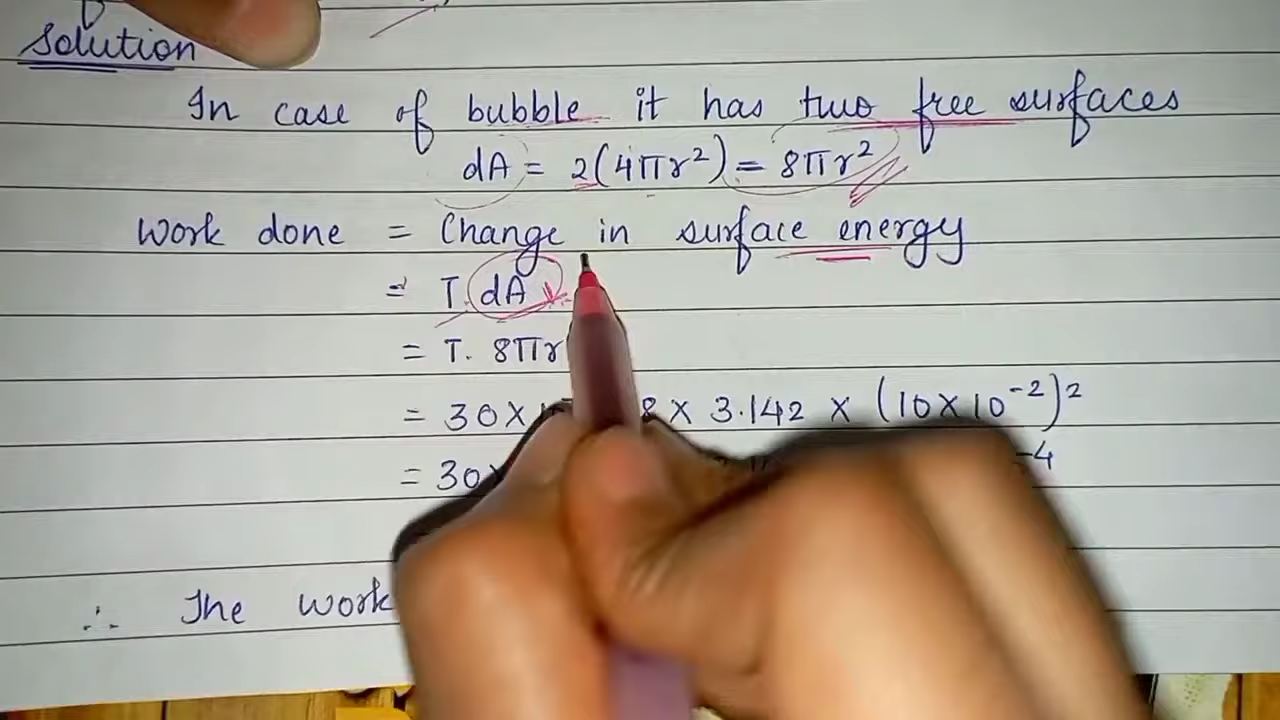 Solution
In case of bubble it has two free surfaces
dA = 2(4πr²) = 8πr²
Work done = Change in surface energy
= T. dA
= T. 8πr
= 30 × 8 × 3.142 × (10×10⁻²)²
= 30 -4
∴ The work